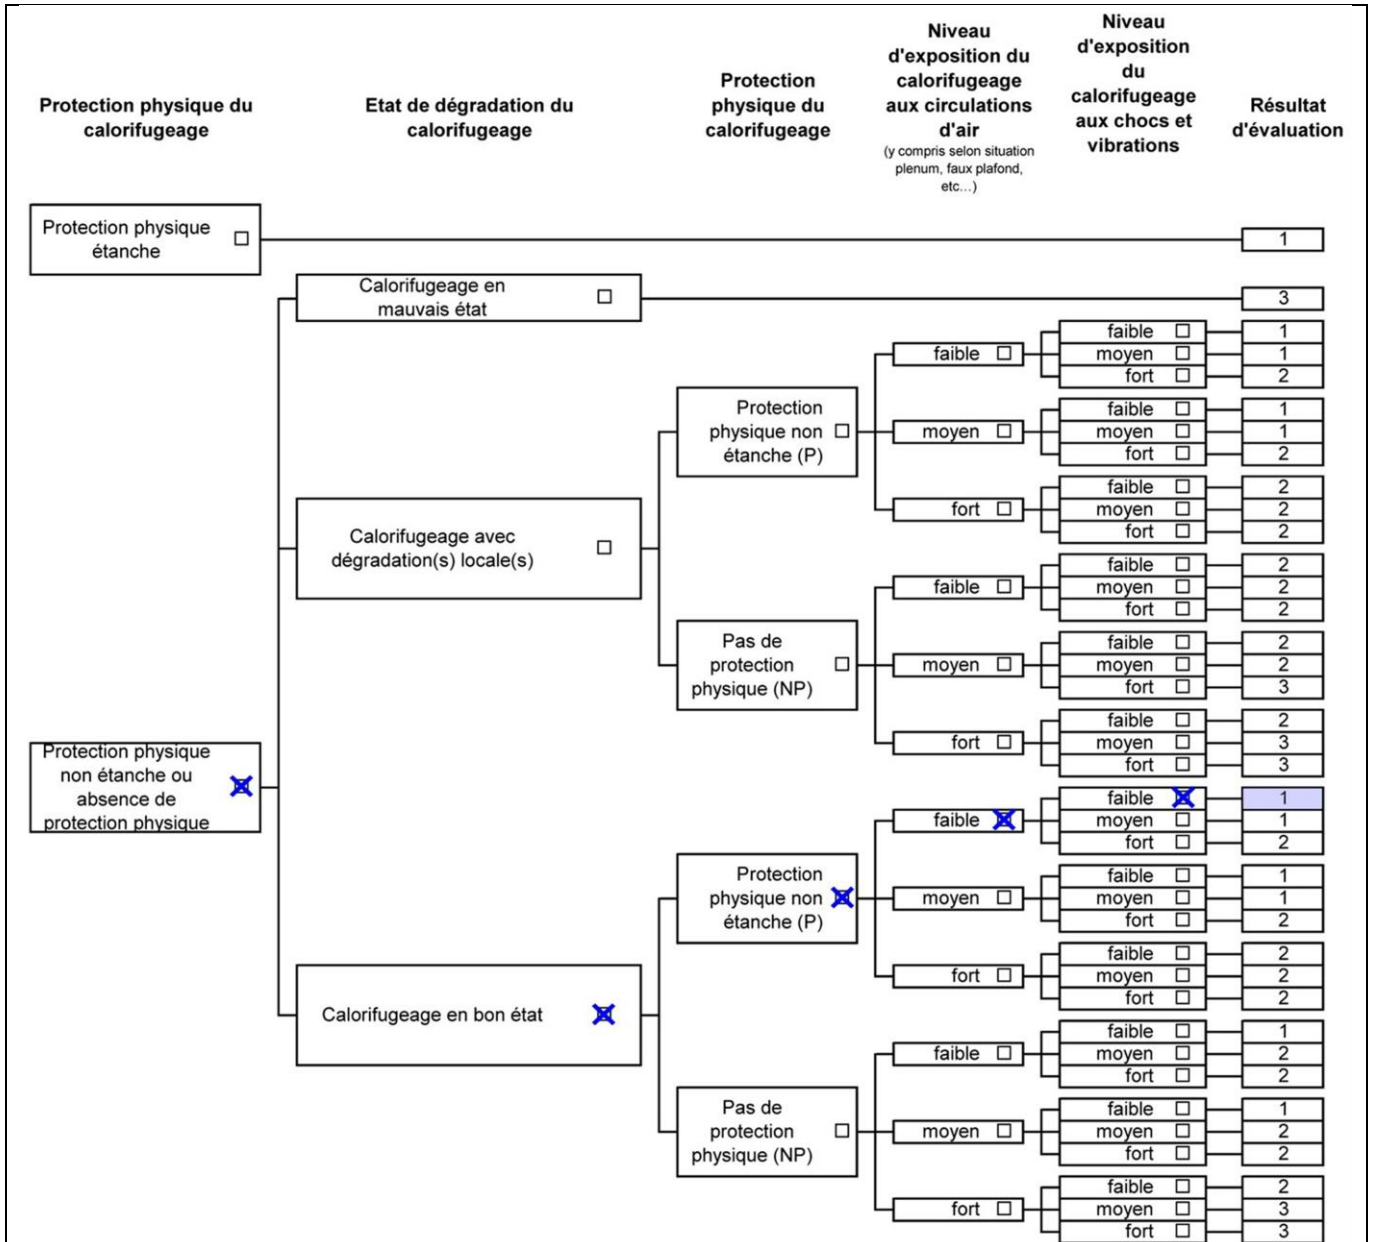 Protection physique du
calorifugeage
Etat de dégradation du
calorifugeage
Protection
physique du
calorifugeage
Niveau
d'exposition du
calorifugeage
aux circulations
d'air
(y compris selon situation
plenum, faux plafond,
etc...)
Niveau
d'exposition
du
calorifugeage
aux chocs et
vibrations
Résultat
d'évaluation
Protection physique
étanche
1
Calorifugeage en
mauvais état
3
Protection physique
non étanche ou
absence de
protection physique
Calorifugeage avec
dégradation(s) locale(s)
Protection
physique non
étanche (P)
faible
faible 1
moyen 1
fort 2
moyen
faible 1
moyen 1
fort 2
fort
faible 2
moyen 2
fort 2
Pas de
protection
physique (NP)
faible
faible 2
moyen 2
fort 2
moyen
faible 2
moyen 2
fort 3
fort
faible 2
moyen 3
fort 3
Calorifugeage en bon état
Protection
physique non
étanche (P)
faible
faible 1
moyen 1
fort 2
moyen
faible 1
moyen 1
fort 2
fort
faible 2
moyen 2
fort 2
Pas de
protection
physique (NP)
faible
faible 1
moyen 2
fort 2
moyen
faible 1
moyen 2
fort 2
fort
faible 2
moyen 3
fort 3